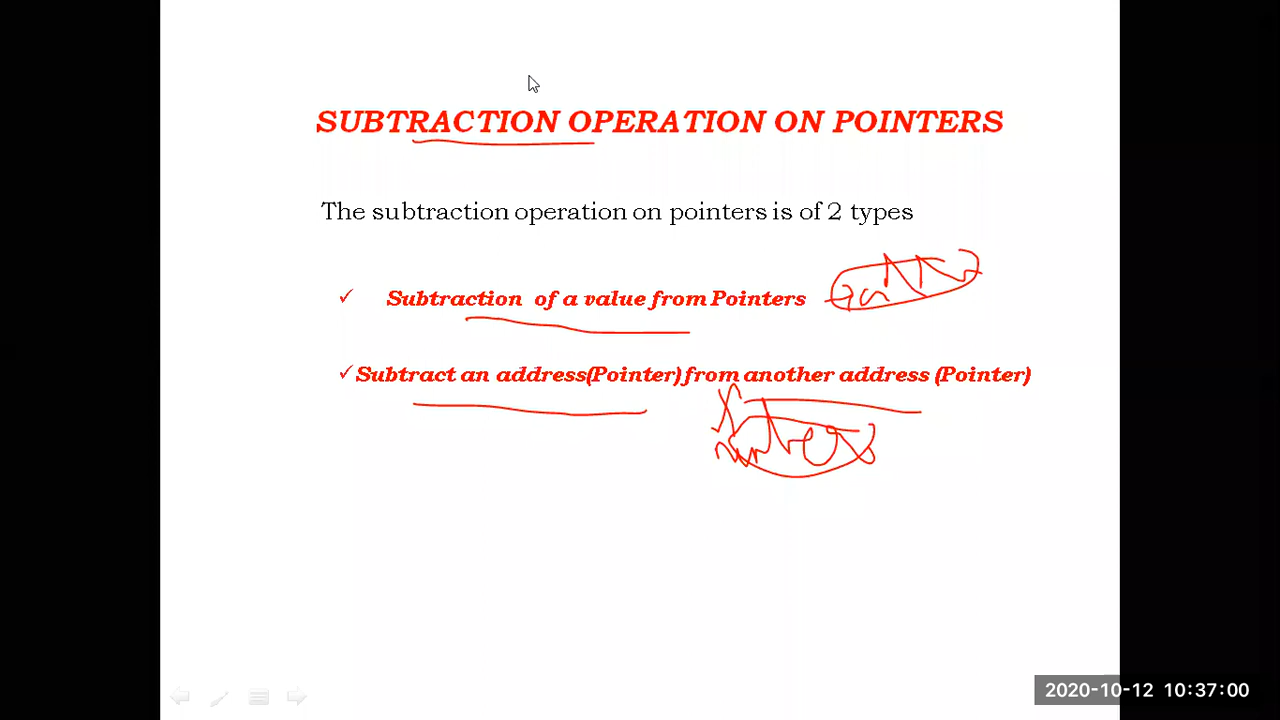 SUBTRACTION OPERATION ON POINTERS
The subtraction operation on pointers is of 2 types
✓ Subtraction of a value from Pointers
✓ Subtract an address(Pointer) from another address (Pointer)
2020-10-12 10:37:00